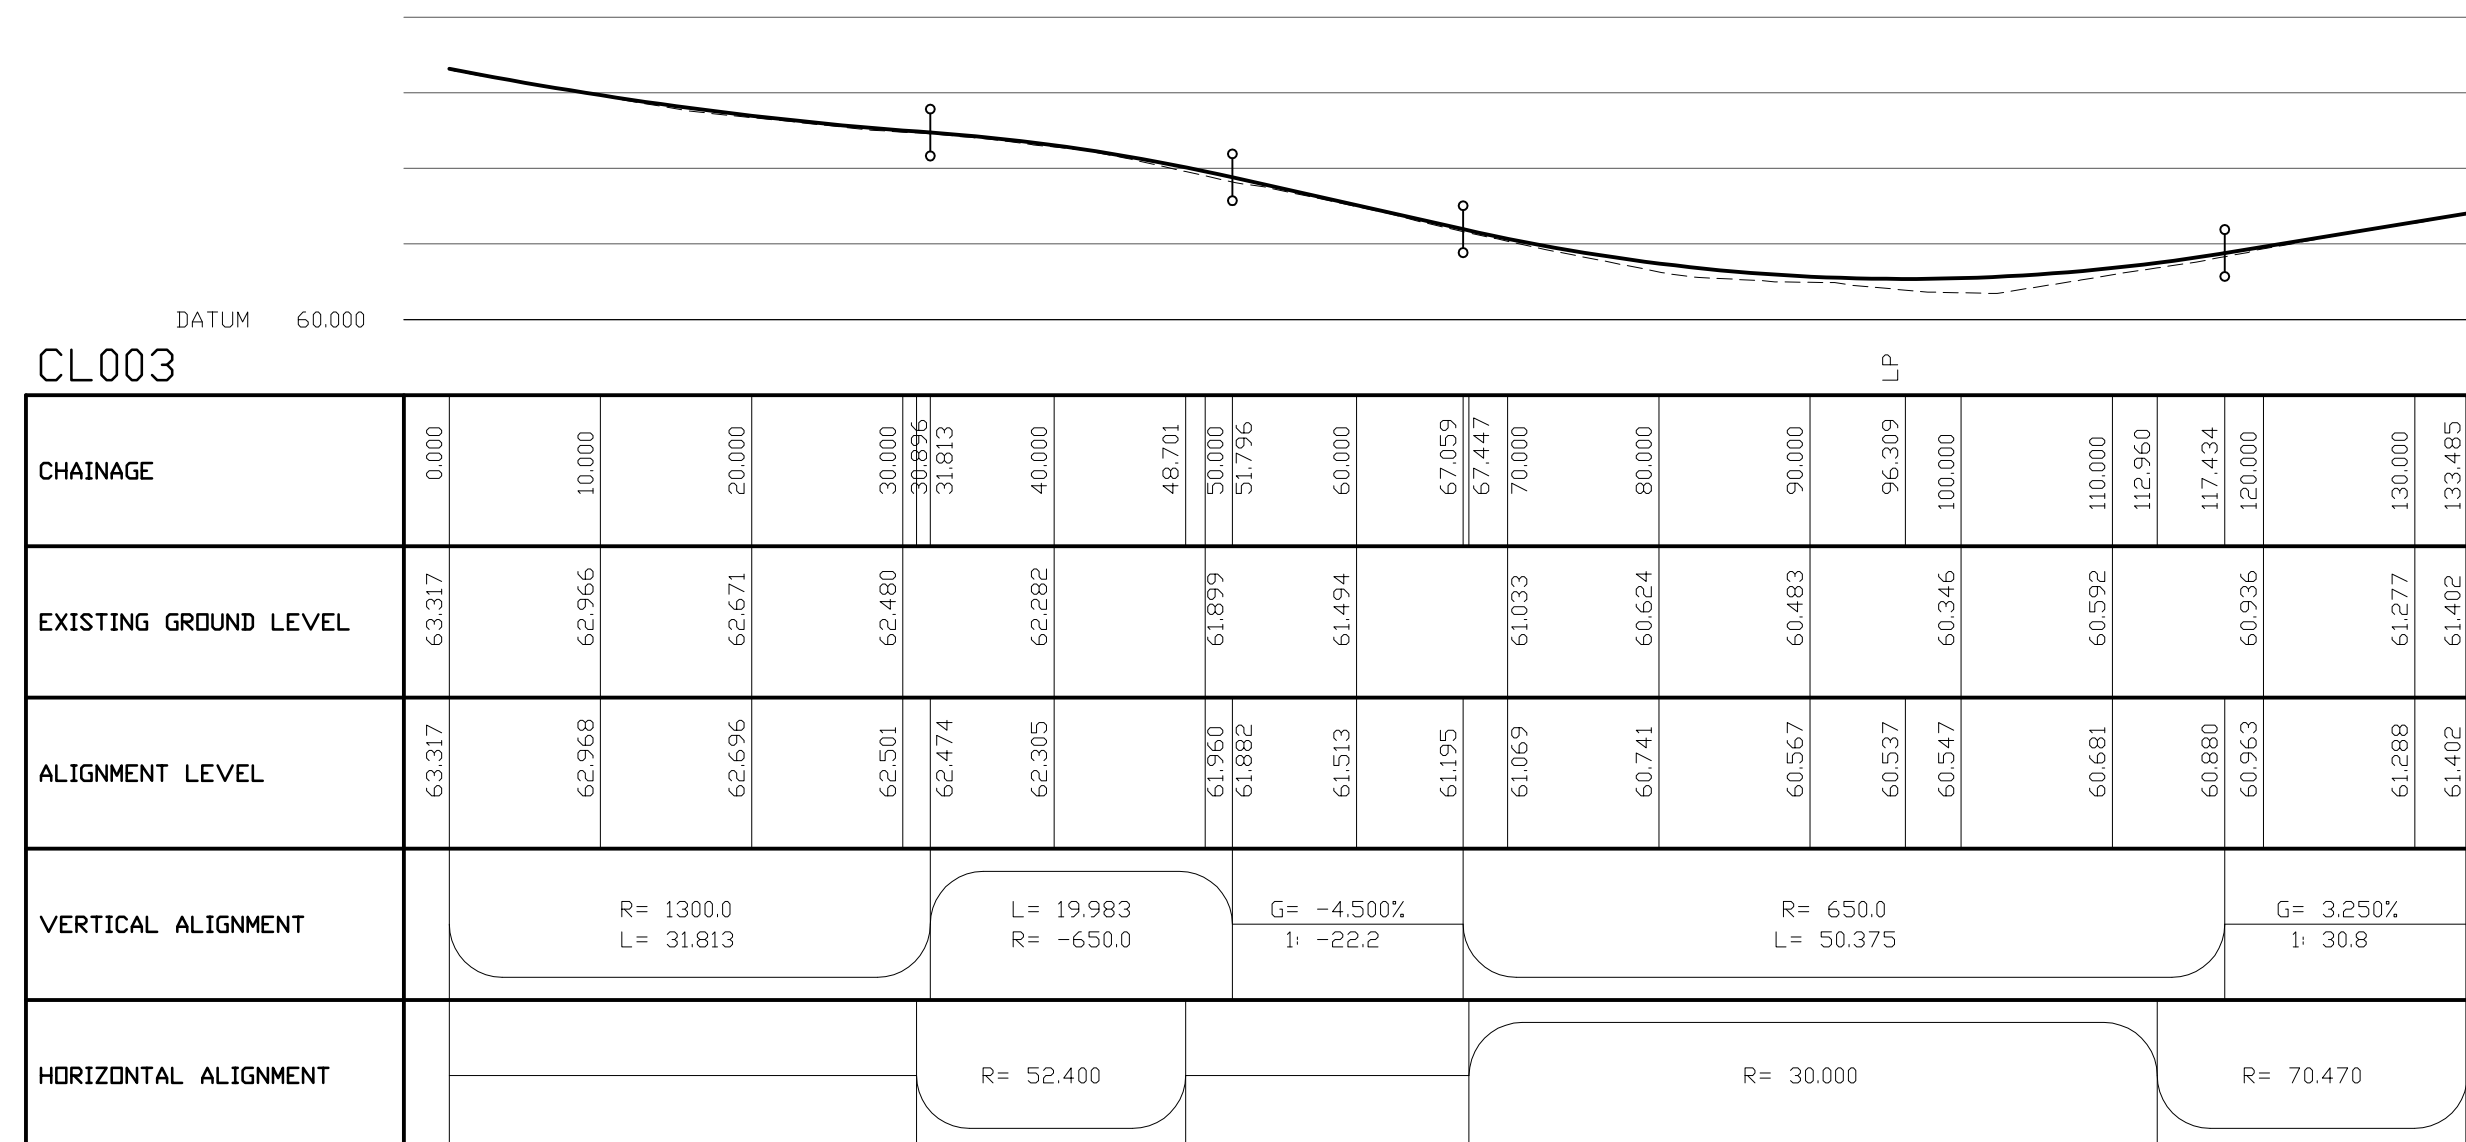 DATUM 60.000
CL003
LP
CHAINAGE 0.000 10.000 20.000 30.000 30.896 31.813 40.000 48.701 50.000 51.796 60.000 67.059 67.447 70.000 80.000 90.000 96.309 100.000 110.000 112.960 117.434 120.000 130.000 133.485
EXISTING GROUND LEVEL 63.317 62.966 62.671 62.480 62.282 61.899 61.494 61.033 60.624 60.483 60.346 60.592 60.936 61.277 61.402
ALIGNMENT LEVEL 63.317 62.968 62.696 62.501 62.474 62.305 61.960 61.882 61.513 61.195 61.069 60.741 60.567 60.537 60.547 60.681 60.880 60.963 61.288 61.402
R= 1300.0 L= 19.983 G= -4.500% R= 650.0 G= 3.250%
VERTICAL ALIGNMENT
L= 31.813 R= -650.0 1: -22.2 L= 50.375 1: 30.8
HORIZONTAL ALIGNMENT R= 52.400 R= 30.000 R= 70.470